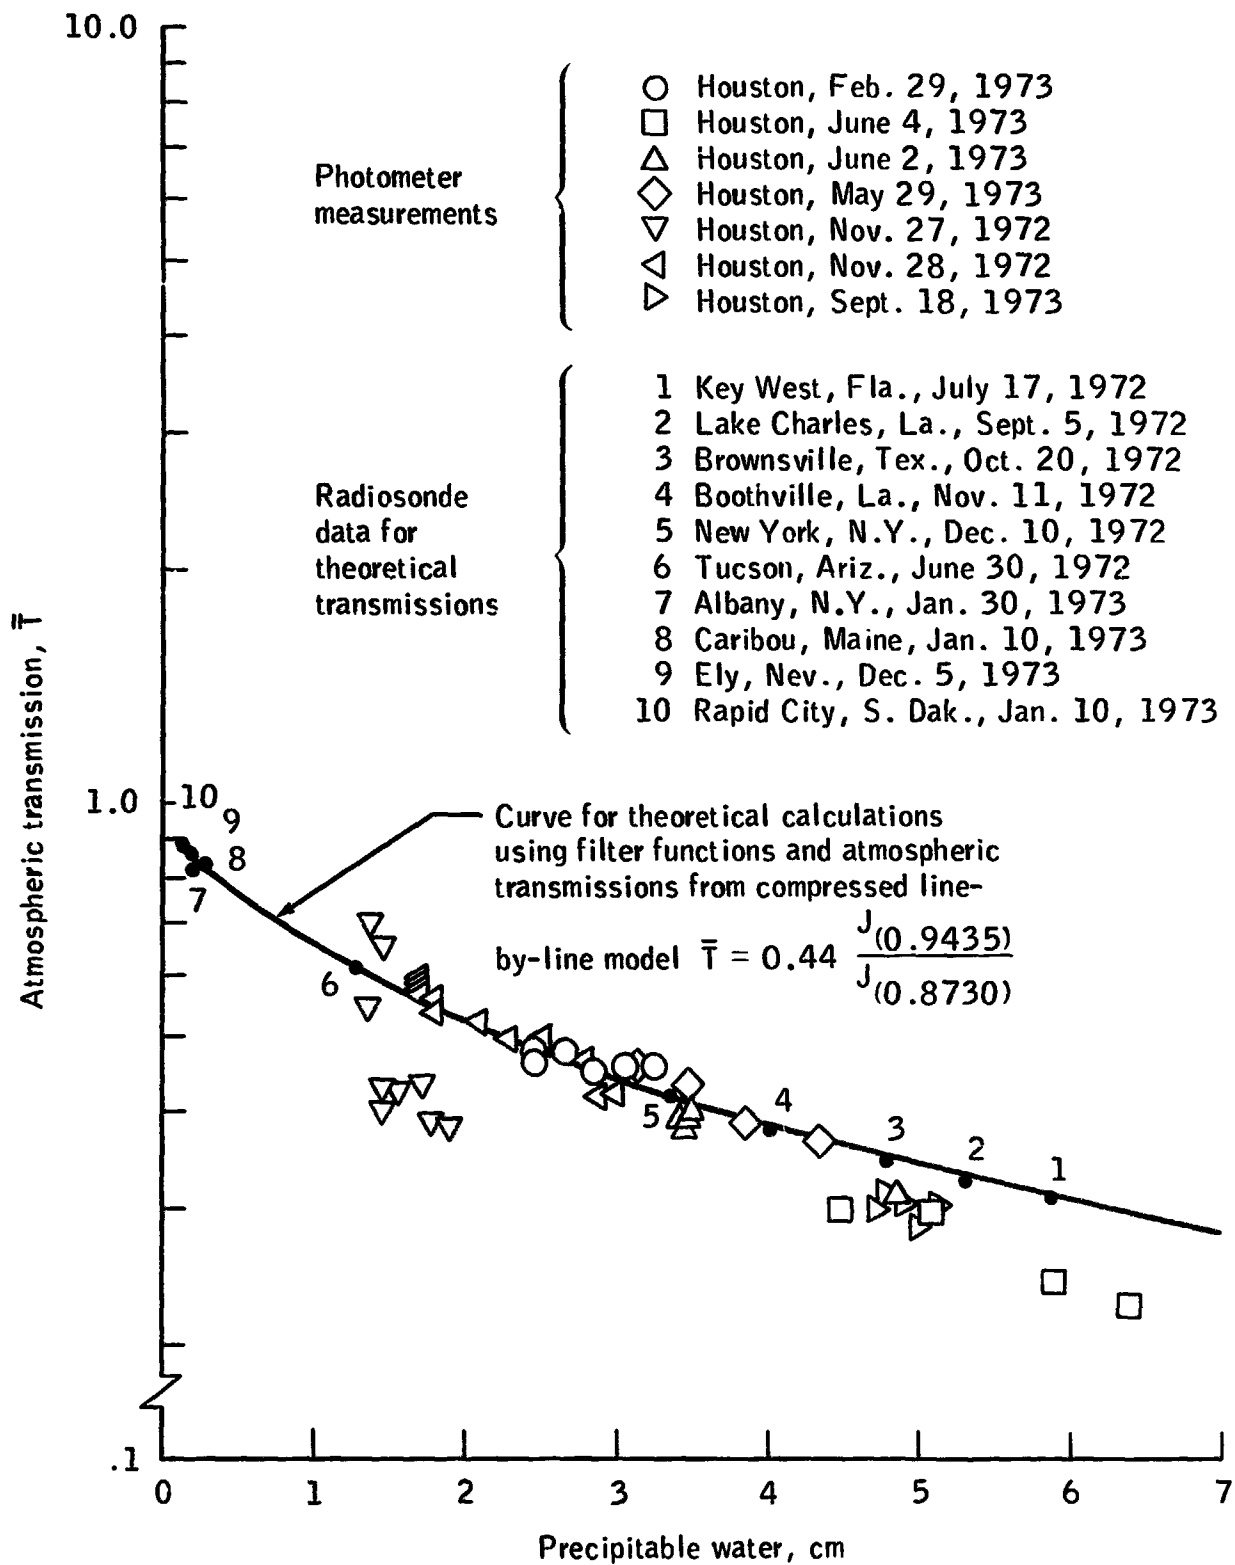 10.0
Photometer
measurements
Houston, Feb. 29, 1973
Houston, June 4, 1973
Houston, June 2, 1973
Houston, May 29, 1973
Houston, Nov. 27, 1972
Houston, Nov. 28, 1972
Houston, Sept. 18, 1973
Radiosonde
data for
theoretical
transmissions
1 Key West, Fla., July 17, 1972
2 Lake Charles, La., Sept. 5, 1972
3 Brownsville, Tex., Oct. 20, 1972
4 Boothville, La., Nov. 11, 1972
5 New York, N.Y., Dec. 10, 1972
6 Tucson, Ariz., June 30, 1972
7 Albany, N.Y., Jan. 30, 1973
8 Caribou, Maine, Jan. 10, 1973
9 Ely, Nev., Dec. 5, 1973
10 Rapid City, S. Dak., Jan. 10, 1973
Atmospheric transmission, T̿
1.0
10
9
8
7
6
5
4
3
2
1
Curve for theoretical calculations
using filter functions and atmospheric
transmissions from compressed line-
by-line model T̿ = 0.44 J(0.9435)
J(0.8730)
.1
0 1 2 3 4 5 6 7
Precipitable water, cm